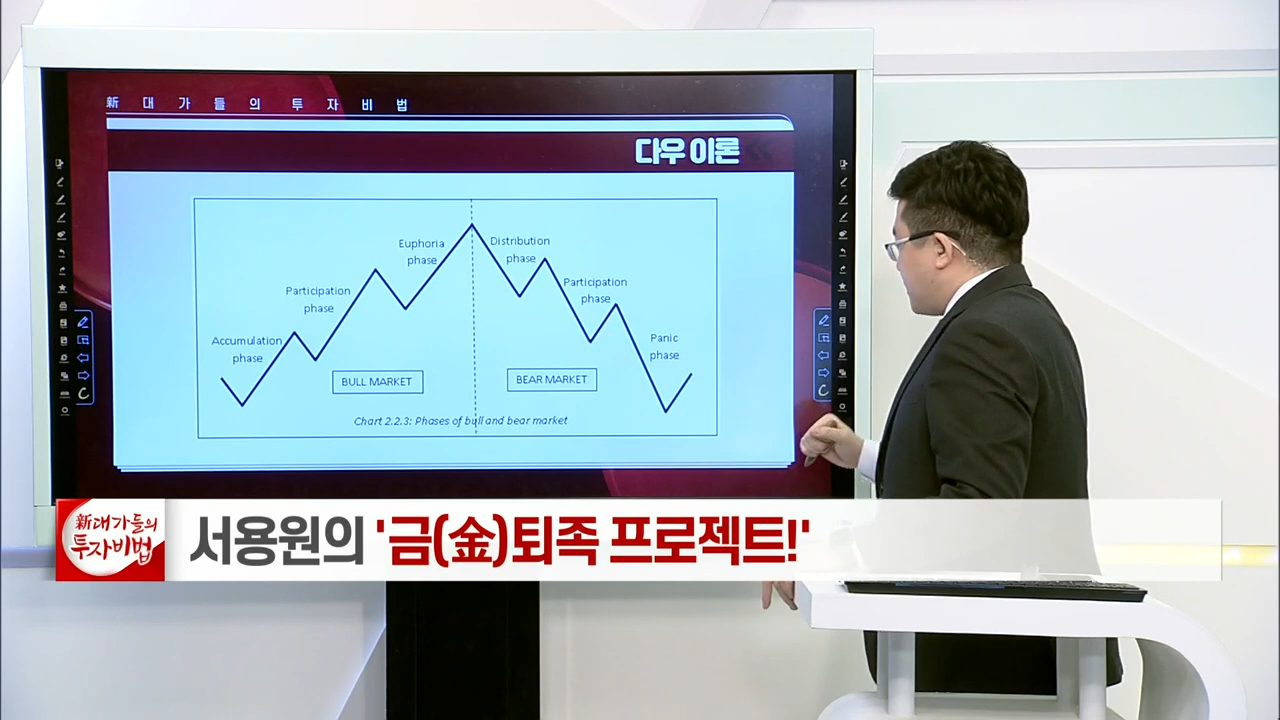 新 대 가 들 의 투 자 비 법
다우 이론
Euphoria
phase
Distribution
phase
Participation
phase
Participation
phase
Accumulation
phase
Panic
phase
BULL MARKET
BEAR MARKET
Chart 2.2.3: Phases of bull and bear market
新대가들의
투자비법
서용원의 '금(金)퇴족 프로젝트!'